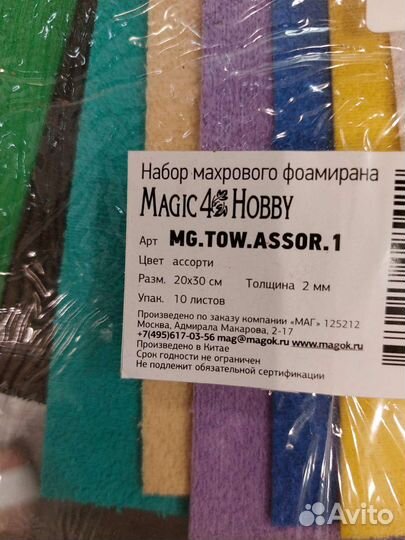 Набор махрового фоамирана
MAGIC 4 HOBBY
Арт MG.TOW.ASSOR.1
Цвет ассорти
Разм. 20х30 см Толщина 2 мм
Упак. 10 листов
Произведено по заказу компании «МАГ» 125212
Москва, Адмирала Макарова, 2-17
+7(495)617-03-56 mag@magok.ru www.magok.ru
Произведено в Китае
Срок годности не ограничен
Не подлежит обязательной сертификации
Avito